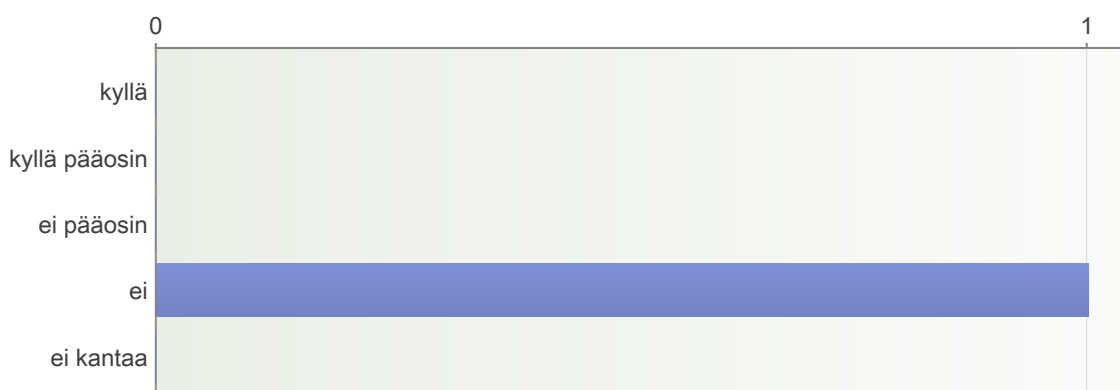 0 1
kyllä
kyllä pääosin
ei pääosin
ei
ei kantaa